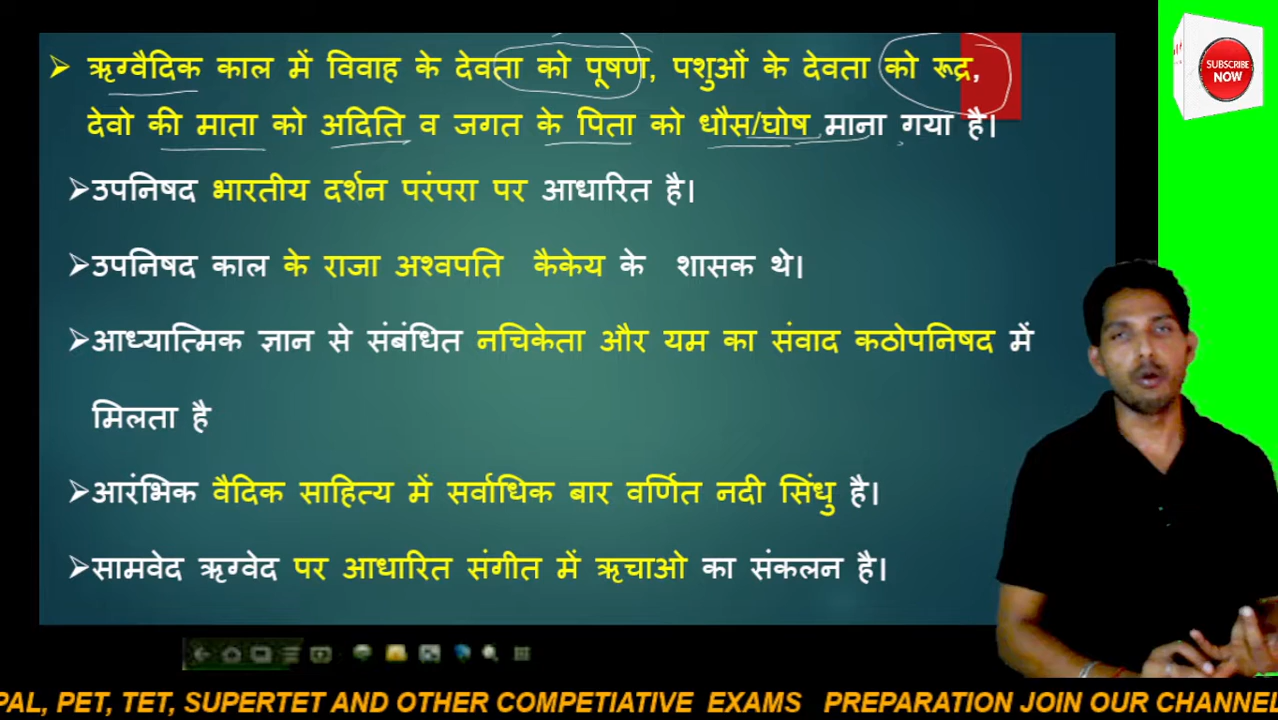 ऋग्वैदिक काल में विवाह के देवता को पूषण, पशुओं के देवता को रूद्र,
देवो की माता को अदिति व जगत के पिता को धौस/घोष माना गया है।
उपनिषद भारतीय दर्शन परंपरा पर आधारित है।
उपनिषद काल के राजा अश्वपति कैकेय के शासक थे।
आध्यात्मिक ज्ञान से संबंधित नचिकेता और यम का संवाद कठोपनिषद में
मिलता है
आरंभिक वैदिक साहित्य में सर्वाधिक बार वर्णित नदी सिंधु है।
सामवेद ऋग्वेद पर आधारित संगीत में ऋचाओ का संकलन है।
SUBSCRIBE
NOW
PAL, PET, TET, SUPERTET AND OTHER COMPETIATIVE EXAMS PREPARATION JOIN OUR CHANNEL